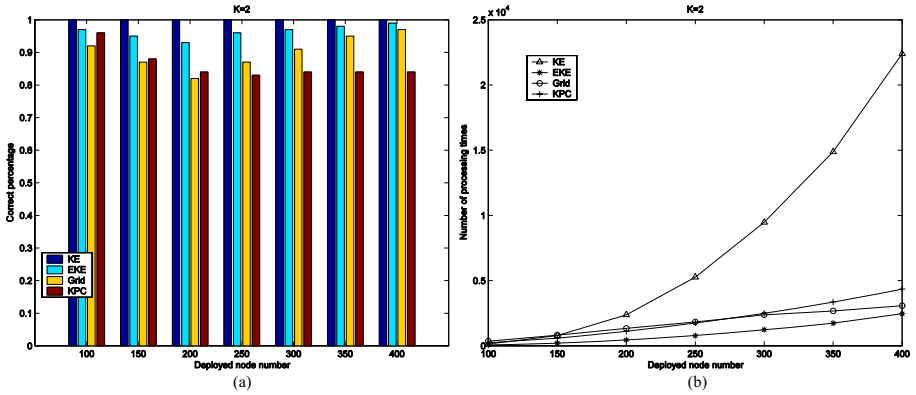 K=2
Correct percentage
1
0.9
0.8
0.7
0.6
0.5
0.4
0.3
0.2
0.1
0
KE
EKE
Grid
KPC
100 150 200 250 300 350 400
Deployed node number
(a)
K=2
x 10^4
Number of processing times
2.5
2
1.5
1
0.5
0
KE
EKE
Grid
KPC
100 150 200 250 300 350 400
Deployed node number
(b)